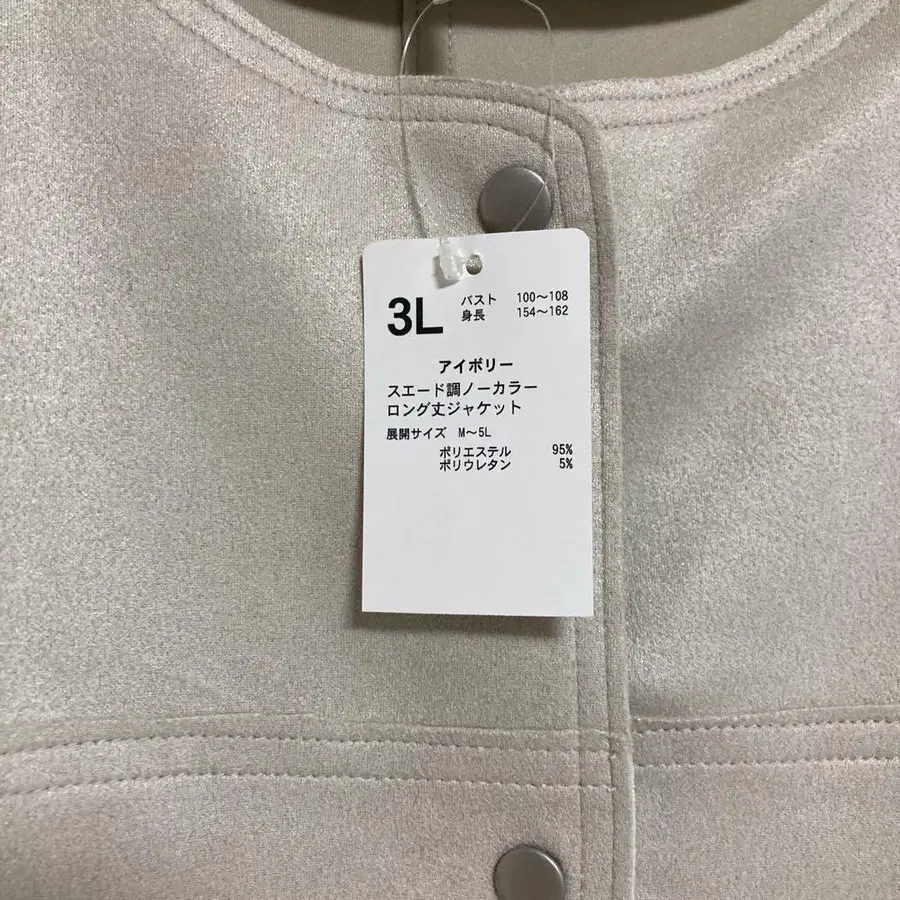 3L
バスト 100～108
身長 154～162
アイボリー
スエード調ノーカラー
ロング丈ジャケット
展開サイズ M～5L
ポリエステル 95%
ポリウレタン 5%